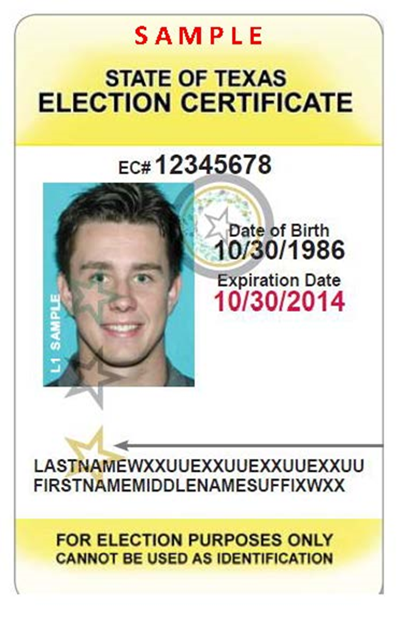 SAMPLE
STATE OF TEXAS
ELECTION CERTIFICATE
EC# 12345678
Date of Birth
10/30/1986
Expiration Date
10/30/2014
L1 SAMPLE
LASTNAMEWXXUUEXXUUEXXUUEXXUU
FIRSTNAMEMIDDLENAMESUFFIXWXX
FOR ELECTION PURPOSES ONLY
CANNOT BE USED AS IDENTIFICATION